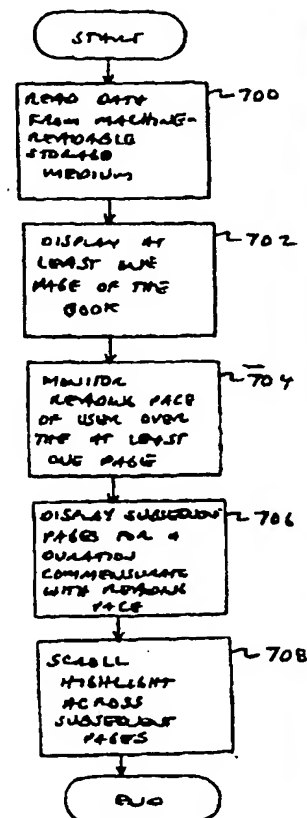 START
READ DATA
FROM MACHINE-
READABLE
STORAGE
MEDIUM
700
DISPLAY AT
LEAST ONE
PAGE OF THE
BOOK
702
MONITOR
READING PACE
OF USER OVER
THE AT LEAST
ONE PAGE
704
DISPLAY SUBSEQUENT
PAGES FOR A
DURATION
COMMENSURATE
WITH READING
PACE
706
SCROLL
HIGHLIGHT
ACROSS
SUBSEQUENT
PAGES
708
END